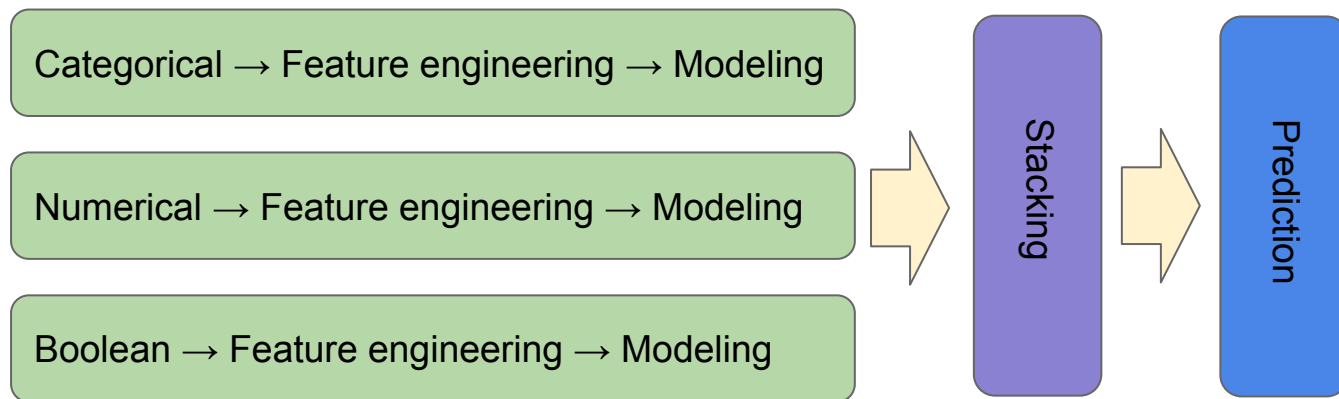 Categorical → Feature engineering → Modeling
Numerical → Feature engineering → Modeling
Boolean → Feature engineering → Modeling
Stacking
Prediction